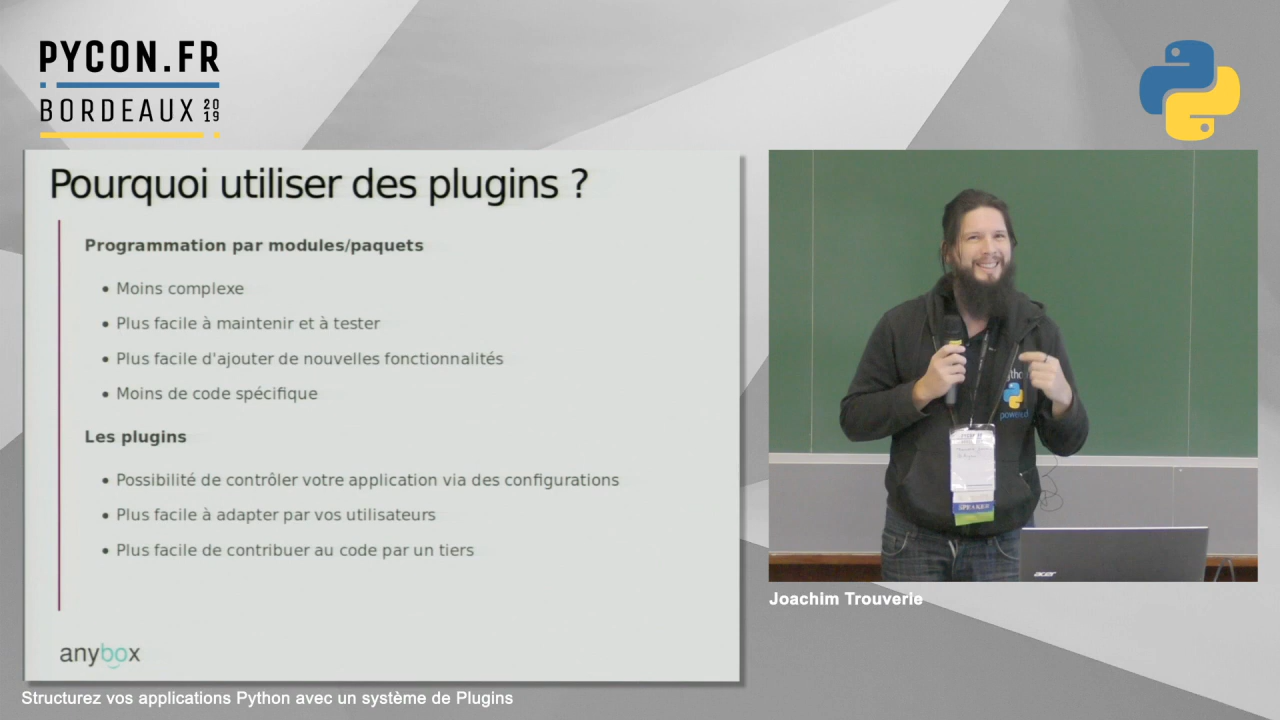 PYCON.FR
BORDEAUX 2019
Pourquoi utiliser des plugins ?
Programmation par modules/paquets
• Moins complexe
• Plus facile à maintenir et à tester
• Plus facile d'ajouter de nouvelles fonctionnalités
• Moins de code spécifique
Les plugins
• Possibilité de contrôler votre application via des configurations
• Plus facile à adapter par vos utilisateurs
• Plus facile de contribuer au code par un tiers
anybox
powered
SPEAKER
acer
Joachim Trouverie
Structurez vos applications Python avec un système de Plugins